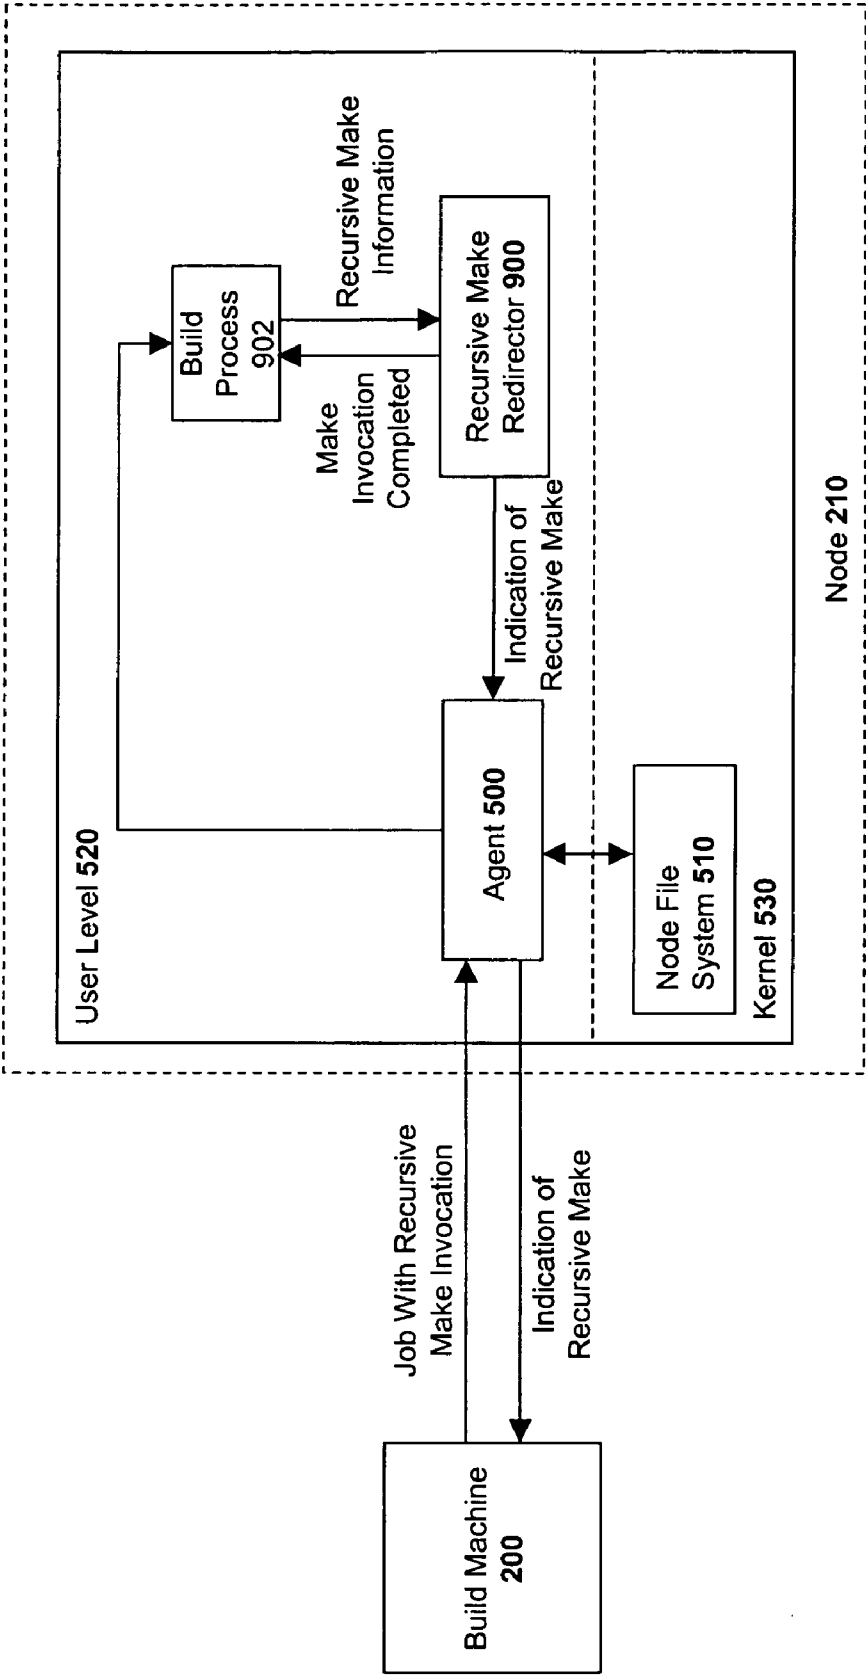 Build Machine
200
Job With Recursive
Make Invocation
Indication of
Recursive Make
User Level 520
Agent 500
Node File
System 510
Kernel 530
Indication of
Recursive Make
Build
Process
902
Make
Invocation
Completed
Recursive Make
Information
Recursive Make
Redirector 900
Node 210